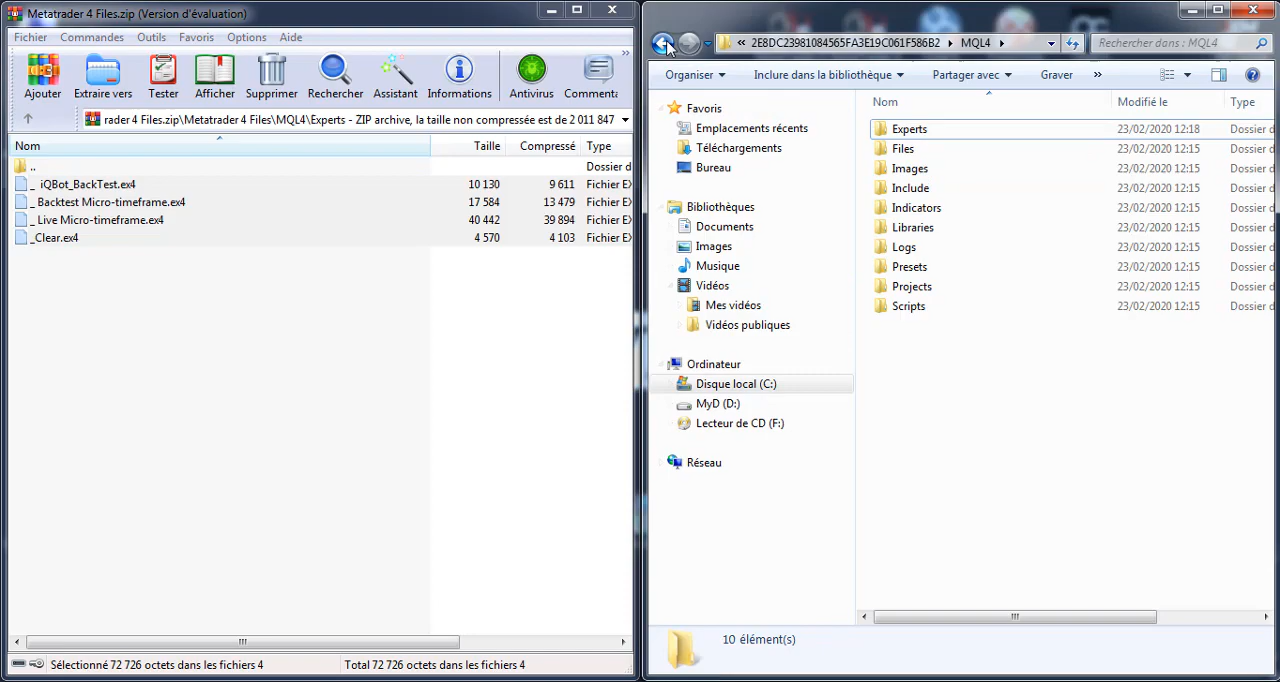 Metatrader 4 Files.zip (Version d'évaluation)
Fichier Commandes Outils Favoris Options Aide
Ajouter Extraire vers Tester Afficher Supprimer Rechercher Assistant Informations Antivirus Commenta
rader 4 Files.zip\Metatrader 4 Files\MQL4\Experts - ZIP archive, la taille non compressée est de 2 011 847
Nom Taille Compressé Type
.. Dossier d
_ iQBot_BackTest.ex4 10 130 9 611 Fichier EX
_ Backtest Micro-timeframe.ex4 17 584 13 479 Fichier EX
_ Live Micro-timeframe.ex4 40 442 39 894 Fichier EX
_Clear.ex4 4 570 4 103 Fichier EX
Sélectionné 72 726 octets dans les fichiers 4
Total 72 726 octets dans les fichiers 4
« 2E8DC23981084565FA3E19C061F586B2 MQL4
Rechercher dans : MQL4
Organiser Inclure dans la bibliothèque Partager avec Graver »
Favoris
Emplacements récents
Téléchargements
Bureau
Bibliothèques
Documents
Images
Musique
Vidéos
Mes vidéos
Vidéos publiques
Ordinateur
Disque local (C:)
MyD (D:)
Lecteur de CD (F:)
Réseau
Nom Modifié le Type
Experts 23/02/2020 12:18 Dossier d
Files 23/02/2020 12:15 Dossier d
Images 23/02/2020 12:15 Dossier d
Include 23/02/2020 12:15 Dossier d
Indicators 23/02/2020 12:15 Dossier d
Libraries 23/02/2020 12:15 Dossier d
Logs 23/02/2020 12:15 Dossier d
Presets 23/02/2020 12:15 Dossier d
Projects 23/02/2020 12:15 Dossier d
Scripts 23/02/2020 12:15 Dossier d
10 élément(s)